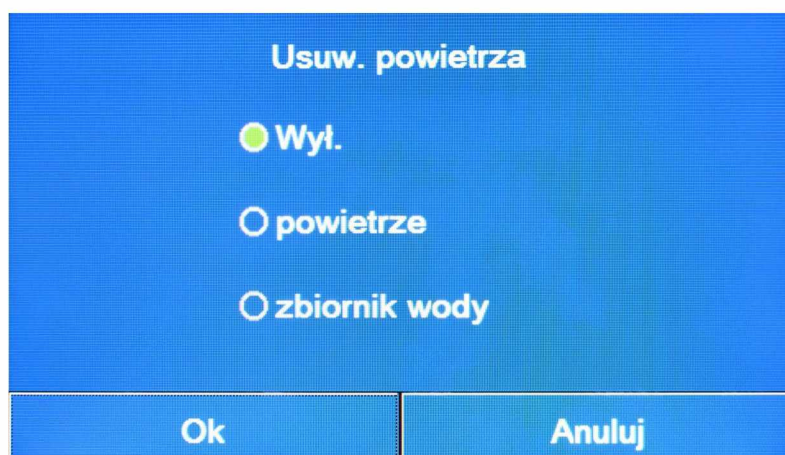 Usuw. powietrza
Wył.
powietrze
zbiornik wody
Ok
Anuluj